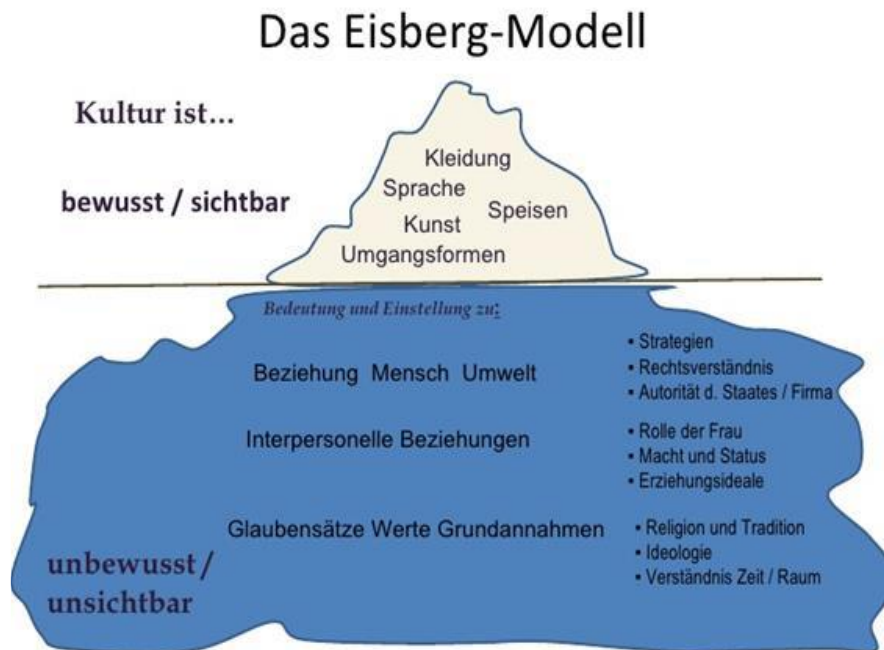 Das Eisberg-Modell
Kultur ist...
bewusst / sichtbar
Kleidung
Sprache
Speisen
Kunst
Umgangsformen
Bedeutung und Einstellung zu:
Beziehung Mensch Umwelt
▪ Strategien
▪ Rechtsverständnis
▪ Autorität d. Staates / Firma
Interpersonelle Beziehungen
▪ Rolle der Frau
▪ Macht und Status
▪ Erziehungsideale
Glaubensätze Werte Grundannahmen
▪ Religion und Tradition
▪ Ideologie
▪ Verständnis Zeit / Raum
unbewusst /
unsichtbar